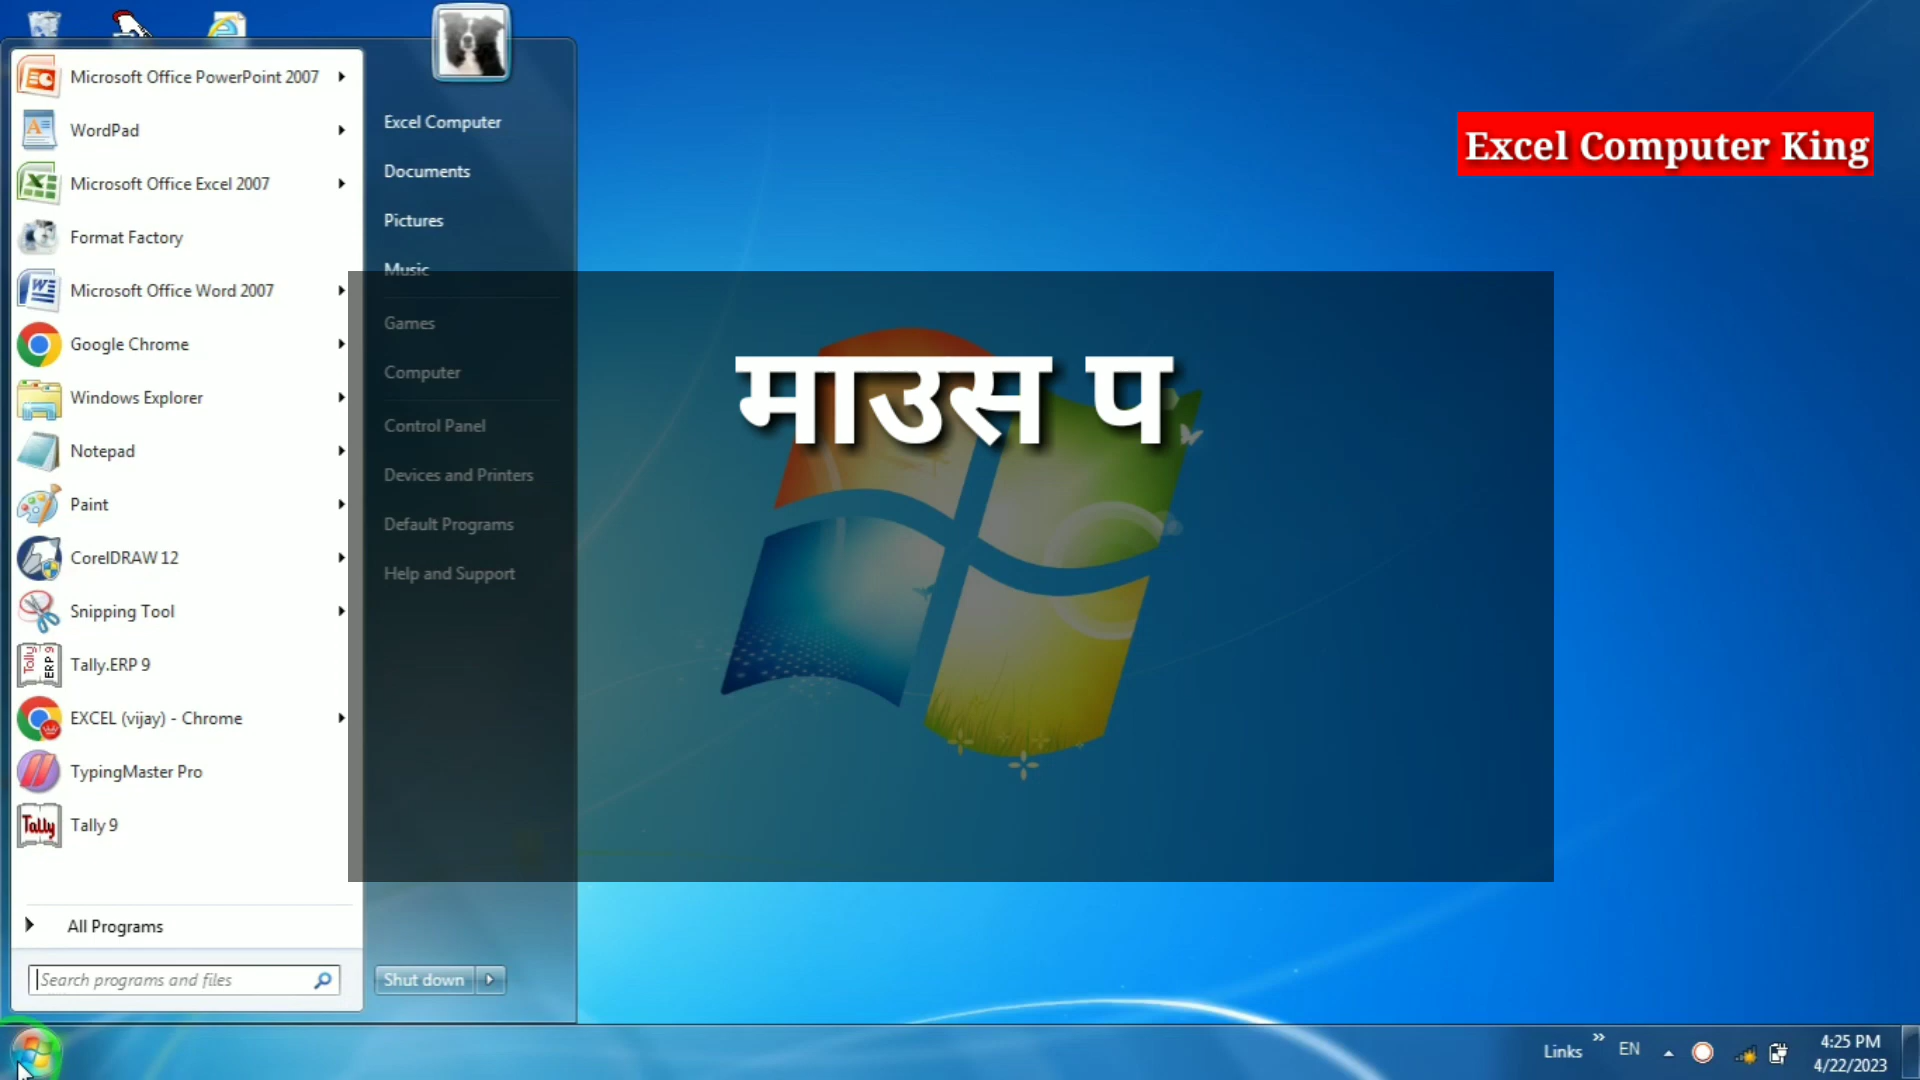 Microsoft Office PowerPoint 2007
WordPad
Microsoft Office Excel 2007
Format Factory
Microsoft Office Word 2007
Google Chrome
Windows Explorer
Notepad
Paint
CorelDRAW 12
Snipping Tool
Tally.ERP 9
EXCEL (vijay) - Chrome
TypingMaster Pro
Tally 9
All Programs
Search programs and files
Excel Computer
Documents
Pictures
Music
Games
Computer
Control Panel
Devices and Printers
Default Programs
Help and Support
Shut down
Excel Computer King
माउस प
Links
EN
4:25 PM
4/22/2023